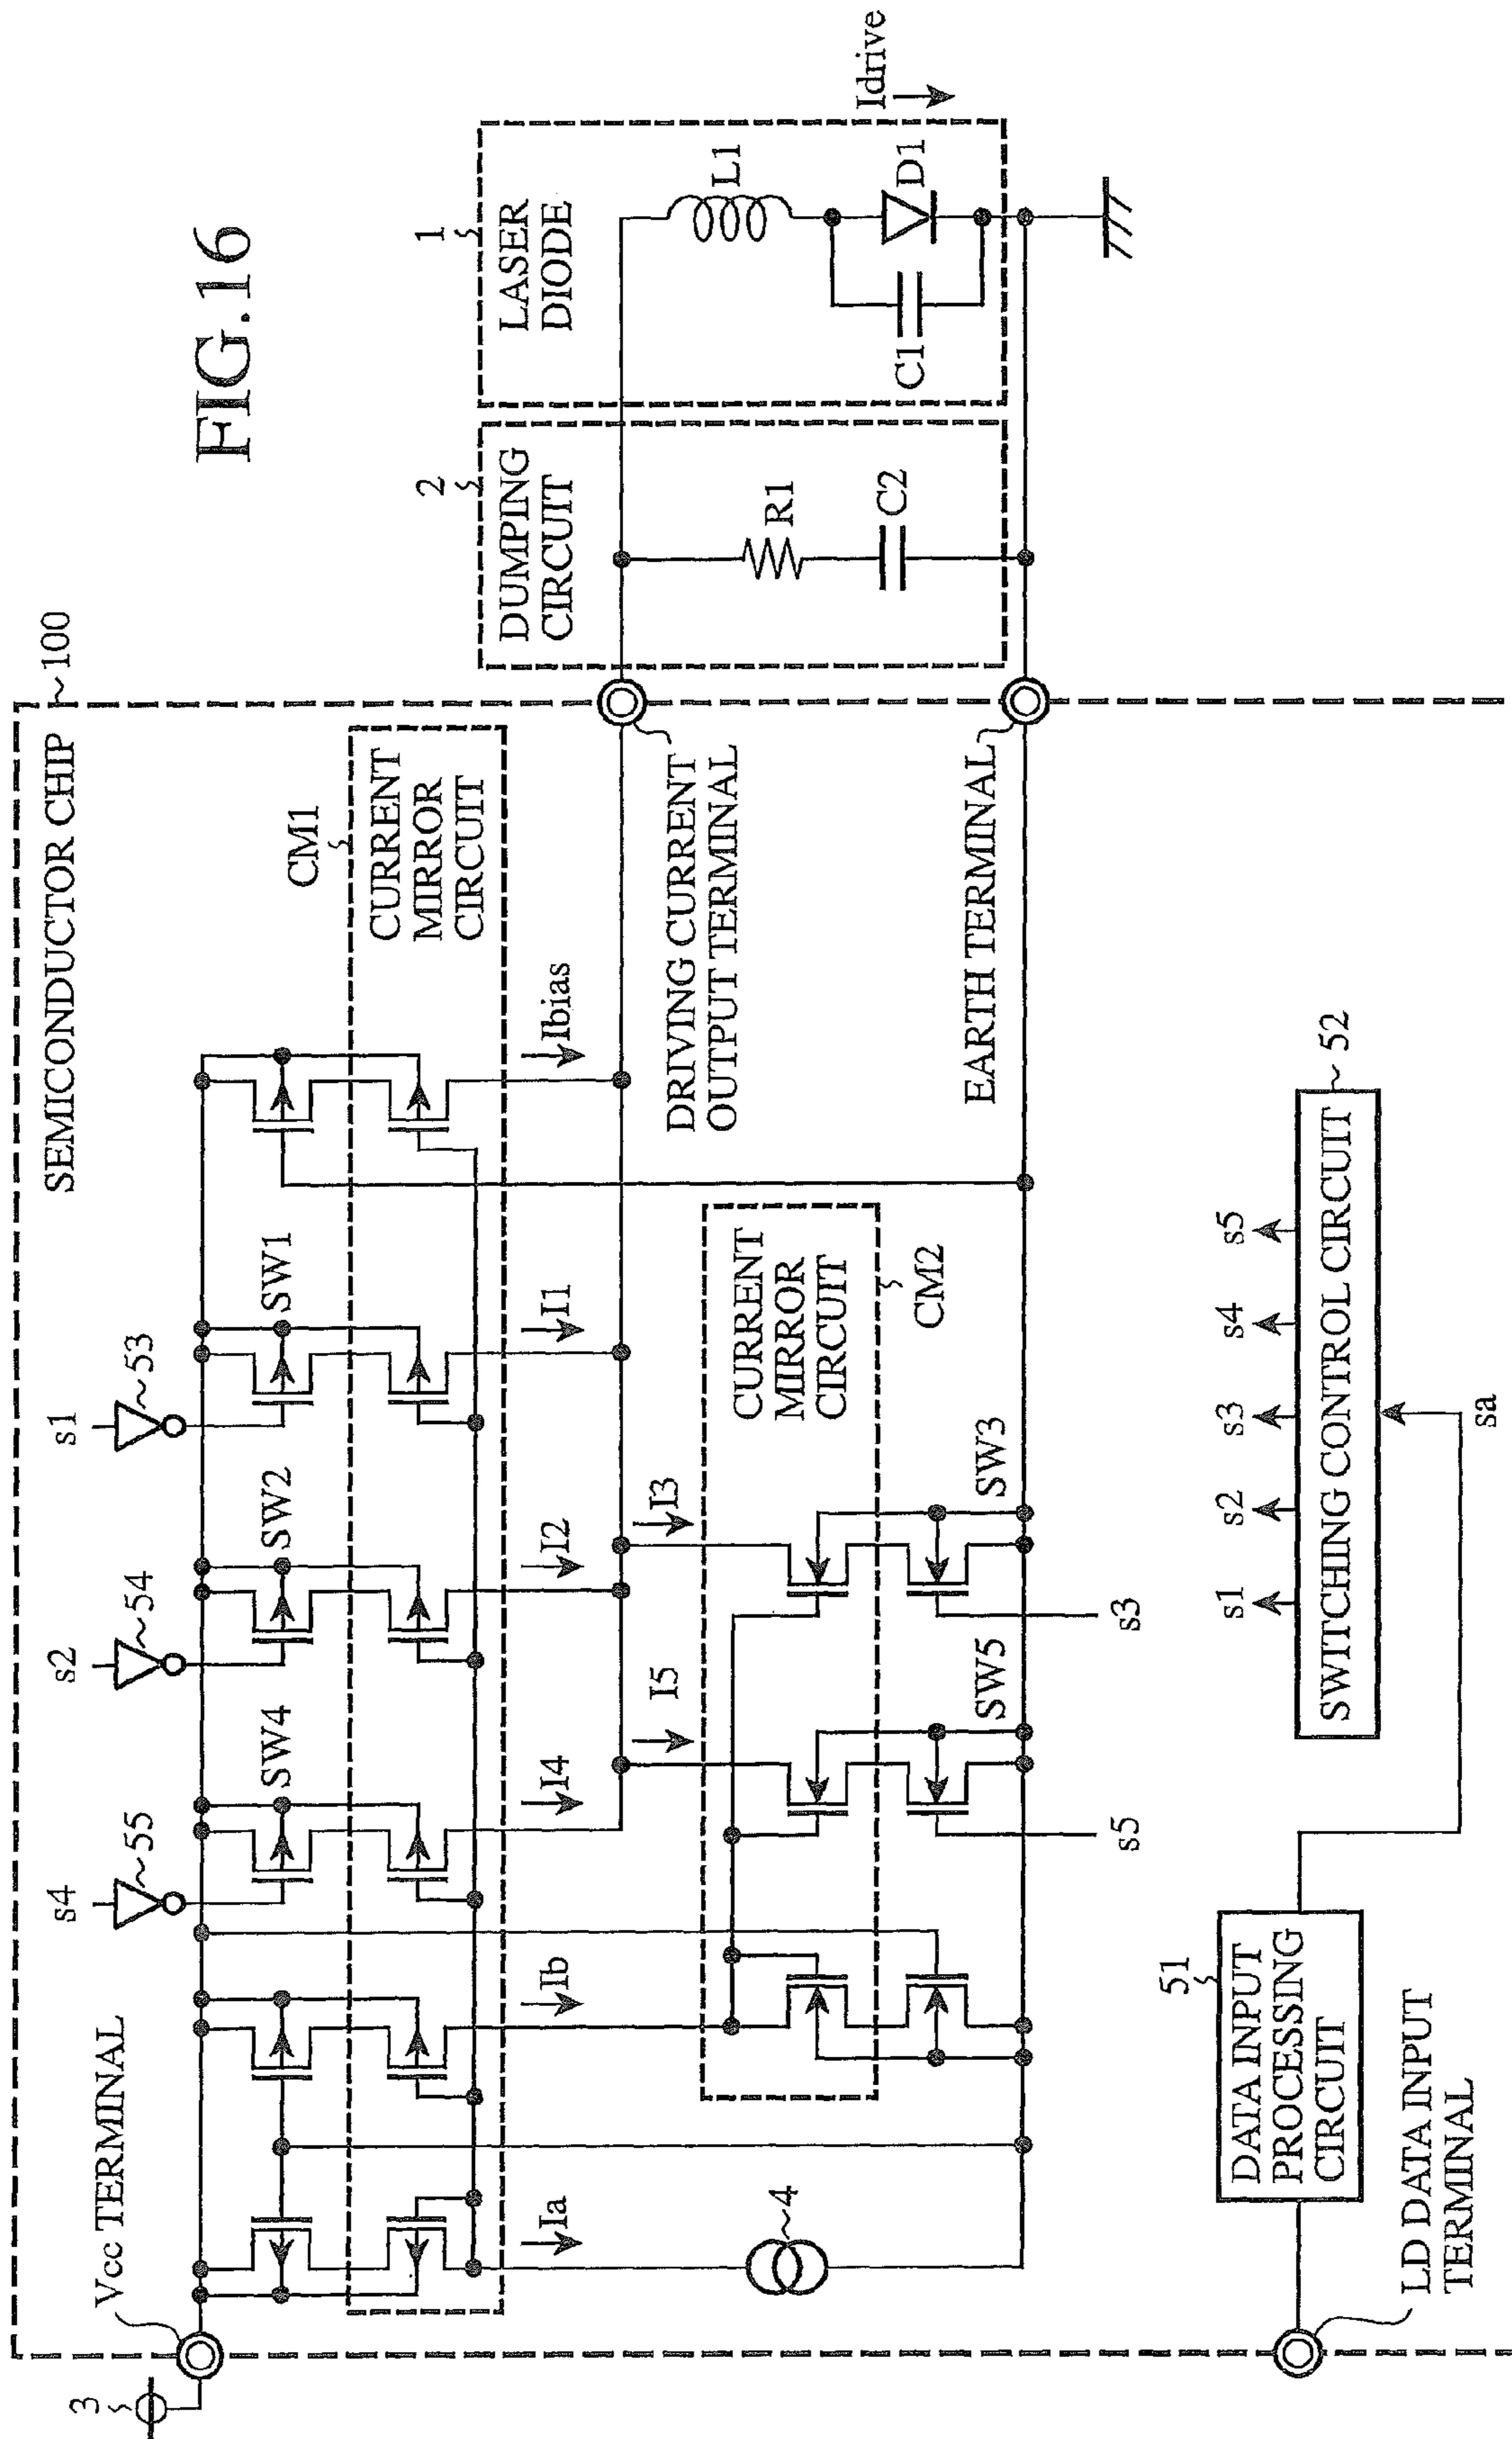 FIG.16
SEMICONDUCTOR CHIP
100
3
Vcc TERMINAL
s4
55
s2
54
s1
53
SW4
SW2
SW1
CM1
CURRENT
MIRROR
CIRCUIT
Ia
Ib
I4
I2
I1
Ibias
I5
I3
CURRENT
MIRROR
CIRCUIT
CM2
DRIVING CURRENT
OUTPUT TERMINAL
4
SW5
SW3
s5
s3
EARTH TERMINAL
2
DUMPING
CIRCUIT
R1
C2
1
LASER
DIODE
L1
C1
D1
Idrive
51
DATA INPUT
PROCESSING
CIRCUIT
LD DATA INPUT
TERMINAL
sa
s1
s2
s3
s4
s5
SWITCHING CONTROL CIRCUIT
52